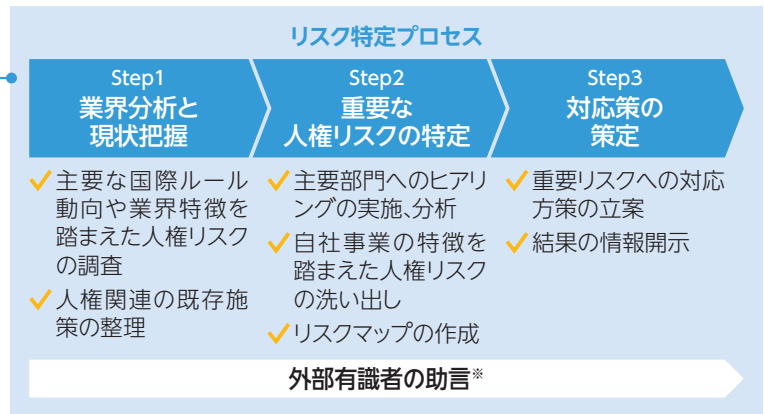 リスク特定プロセス
Step1
業界分析と
現状把握
Step2
重要な
人権リスクの特定
Step3
対応策の
策定
主要な国際ルール
動向や業界特徴を
踏まえた人権リスク
の調査
人権関連の既存施
策の整理
主要部門へのヒアリ
ングの実施、分析
自社事業の特徴を
踏まえた人権リスク
の洗い出し
リスクマップの作成
重要リスクへの対応
方策の立案
結果の情報開示
外部有識者の助言※